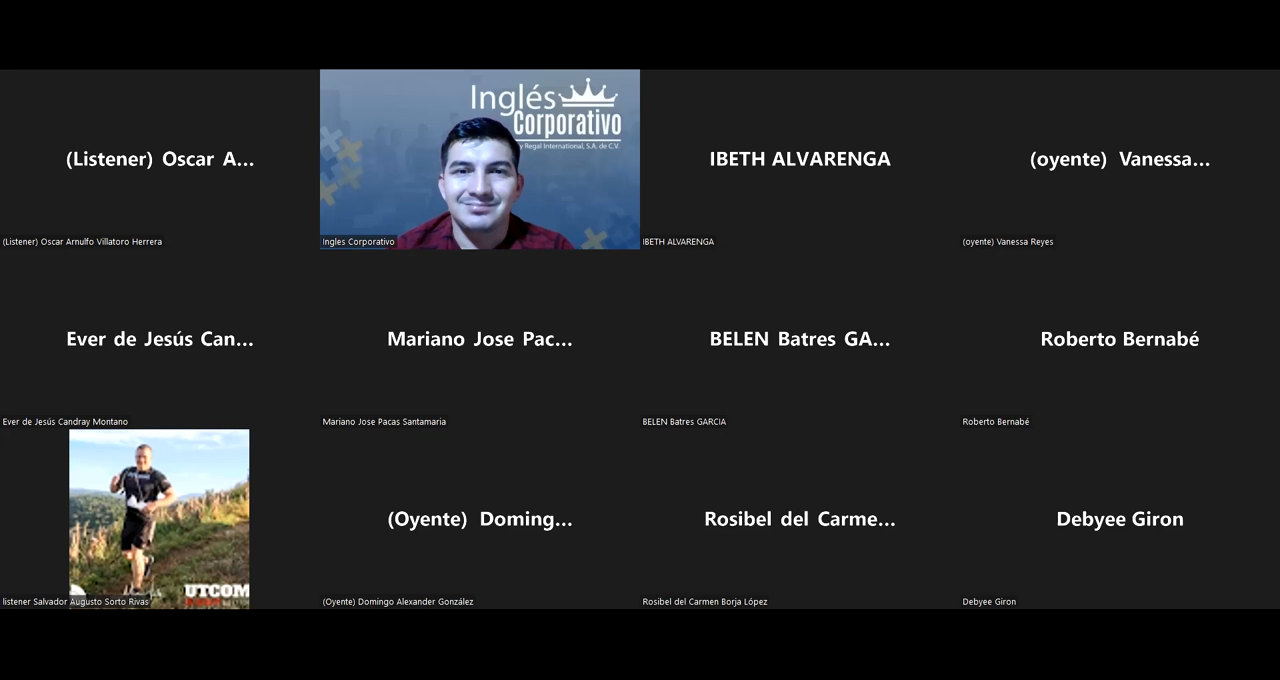 (Listener) Oscar A...
(Listener) Oscar Arnulfo Villatoro Herrera
Inglés
Corporativo
y Regal International, S.A. de C.V.
Ingles Corporativo
IBETH ALVARENGA
IBETH ALVARENGA
(oyente) Vanessa...
(oyente) Vanessa Reyes
Ever de Jesús Can...
Ever de Jesús Candray Montano
Mariano Jose Pac...
Mariano Jose Pacas Santamaria
BELEN Batres GA...
BELEN Batres GARCIA
Roberto Bernabé
Roberto Bernabé
UTCOM
listener Salvador Augusto Sorto Rivas
(Oyente) Doming...
(Oyente) Domingo Alexander González
Rosibel del Carme...
Rosibel del Carmen Borja López
Debyee Giron
Debyee Giron